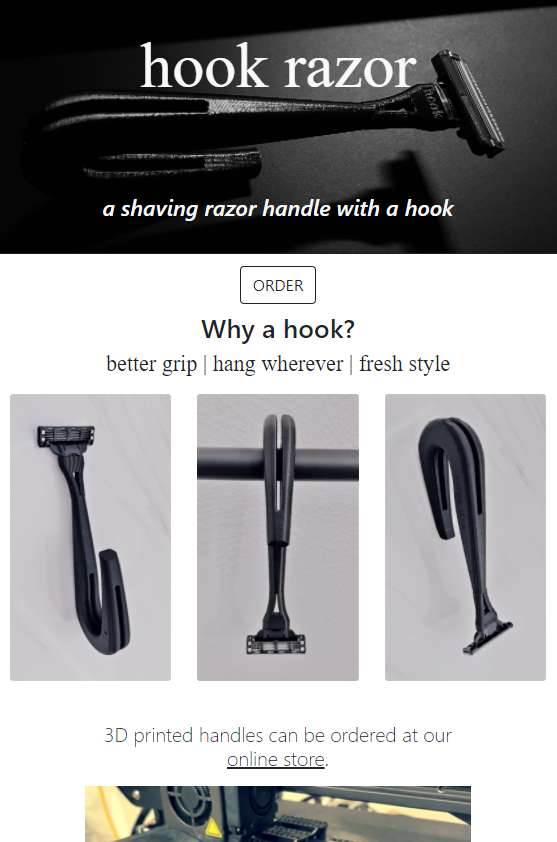 hook razor
hook
a shaving razor handle with a hook
ORDER
Why a hook?
better grip | hang wherever | fresh style
3D printed handles can be ordered at our
online store.